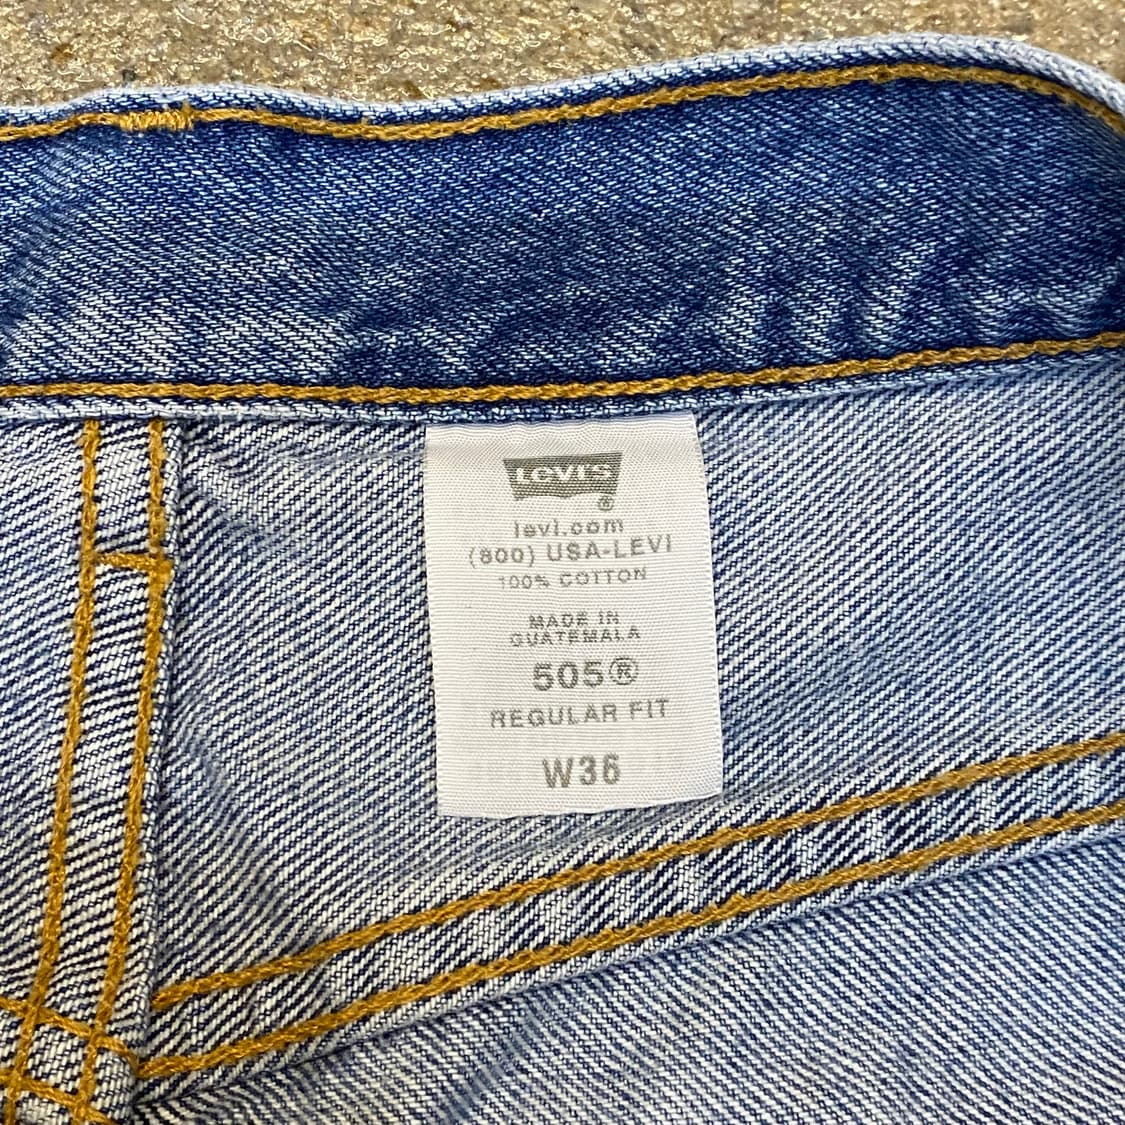 LEVI'S
®
levi.com
(800) USA-LEVI
100% COTTON
MADE IN
GUATEMALA
505®
REGULAR FIT
W36